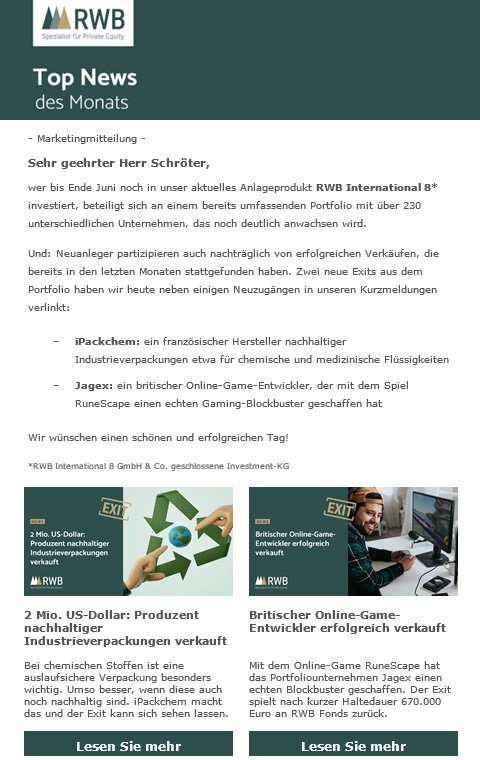 RWB
Spezialist für Private Equity
Top News
des Monats
- Marketingmitteilung -
Sehr geehrter Herr Schröter,
wer bis Ende Juni noch in unser aktuelles Anlageprodukt RWB International 8*
investiert, beteiligt sich an einem bereits umfassenden Portfolio mit über 230
unterschiedlichen Unternehmen, das noch deutlich anwachsen wird.
Und: Neuanleger partizipieren auch nachträglich von erfolgreichen Verkäufen, die
bereits in den letzten Monaten stattgefunden haben. Zwei neue Exits aus dem
Portfolio haben wir heute neben einigen Neuzugängen in unseren Kurzmeldungen
verlinkt:
– iPackchem: ein französischer Hersteller nachhaltiger
Industrieverpackungen etwa für chemische und medizinische Flüssigkeiten
– Jagex: ein britischer Online-Game-Entwickler, der mit dem Spiel
RuneScape einen echten Gaming-Blockbuster geschaffen hat
Wir wünschen einen schönen und erfolgreichen Tag!
*RWB International 8 GmbH & Co. geschlossene Investment-KG
EXIT
NEWS
2 Mio. US-Dollar:
Produzent nachhaltiger
Industrieverpackungen
verkauft
RWB
EXIT
NEWS
Britischer Online-Game-
Entwickler erfolgreich
verkauft
RWB
2 Mio. US-Dollar: Produzent
nachhaltiger
Industrieverpackungen verkauft
Bei chemischen Stoffen ist eine
auslaufsichere Verpackung besonders
wichtig. Umso besser, wenn diese auch
noch nachhaltig sind. iPackchem macht
das und der Exit kann sich sehen lassen.
Lesen Sie mehr
Britischer Online-Game-
Entwickler erfolgreich verkauft
Mit dem Online-Game RuneScape hat
das Portfoliounternehmen Jagex einen
echten Blockbuster geschaffen. Der Exit
spielt nach kurzer Haltedauer 670.000
Euro an RWB Fonds zurück.
Lesen Sie mehr